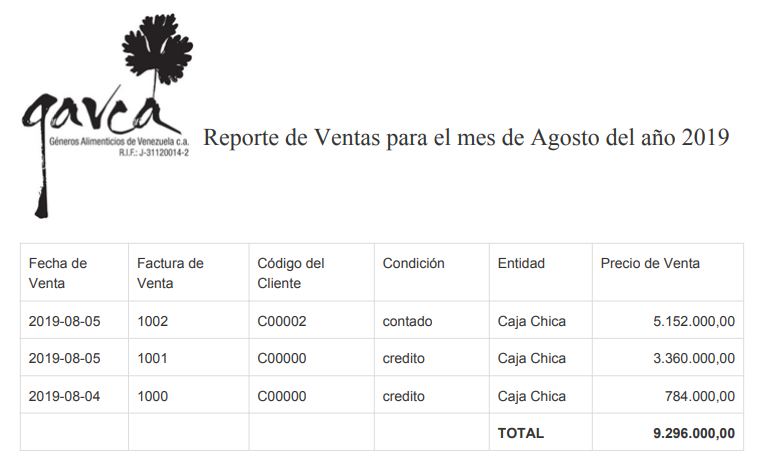 gavca
Géneros Alimenticios de Venezuela c.a.
R.I.F.: J-31120014-2
Reporte de Ventas para el mes de Agosto del año 2019
Fecha de Venta Factura de Venta Código del Cliente Condición Entidad Precio de Venta
2019-08-05 1002 C00002 contado Caja Chica 5.152.000,00
2019-08-05 1001 C00000 credito Caja Chica 3.360.000,00
2019-08-04 1000 C00000 credito Caja Chica 784.000,00
TOTAL 9.296.000,00